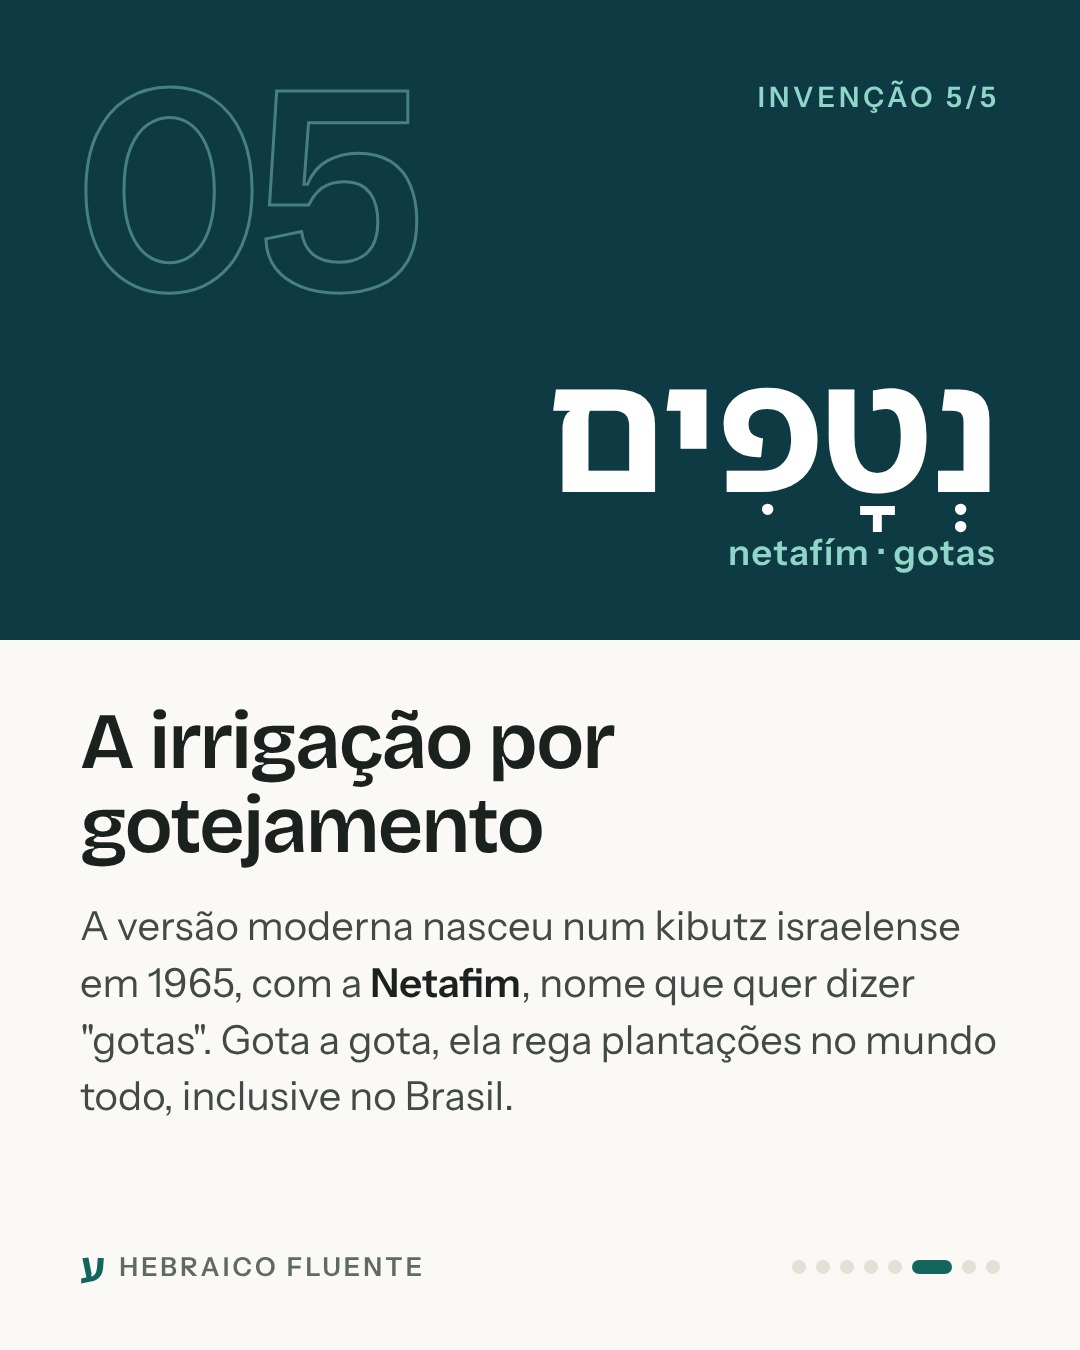 05
INVENÇÃO 5/5
נְטָפִים
netafím · gotas
A irrigação por
gotejamento
A versão moderna nasceu num kibutz israelense
em 1965, com a Netafim, nome que quer dizer
"gotas". Gota a gota, ela rega plantações no mundo
todo, inclusive no Brasil.
ע HEBRAICO FLUENTE